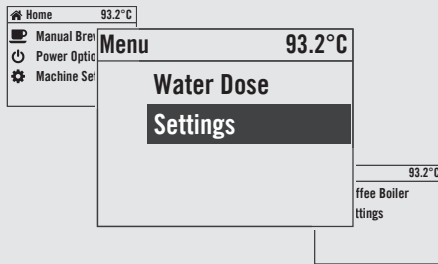 Home 93.2°C
Manual Brew
Power Optio
Machine Se
Menu 93.2°C
Water Dose
Settings
93.2°C
ffee Boiler
ttings